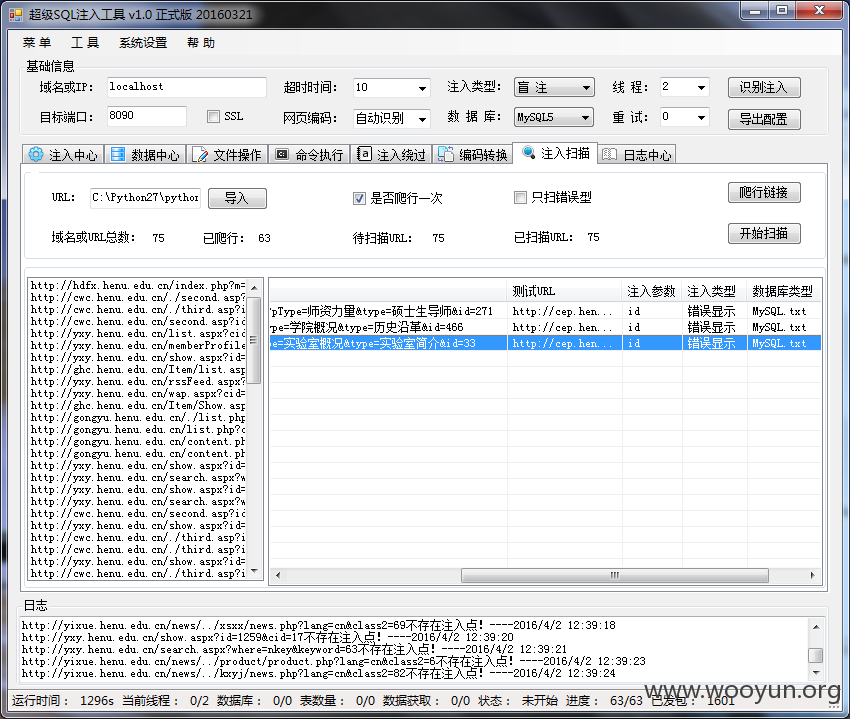 超级SQL注入工具 v1.0 正式版 20160321
菜 单 工 具 系统设置 帮 助
基础信息
域名或IP: localhost 超时时间: 10 注入类型: 盲 注 线 程: 2 识别注入
目标端口: 8090 SSL 网页编码: 自动识别 数 据 库: MySQL5 重 试: 0 导出配置
注入中心 数据中心 文件操作 命令执行 注入绕过 编码转换 注入扫描 日志中心
URL: C:\Python27\python 导入 是否爬行一次 只扫错误型 爬行链接
域名或URL总数: 75 已爬行: 63 待扫描URL: 75 已扫描URL: 75 开始扫描
http://hdfx.henu.edu.cn/index.php?m=
http://cwc.henu.edu.cn/./second.asp?
http://cwc.henu.edu.cn/./third.asp?i
http://cwc.henu.edu.cn/second.asp?id
http://yxy.henu.edu.cn/list.aspx?cid
http://yxy.henu.edu.cn/memberProfile
http://yxy.henu.edu.cn/show.aspx?id=
http://ghc.henu.edu.cn/Item/list.asp
http://yxy.henu.edu.cn/rssFeed.aspx?
http://yxy.henu.edu.cn/wap.aspx?cid=
http://ghc.henu.edu.cn/Item/Show.asp
http://gongyu.henu.edu.cn/./list.php
http://gongyu.henu.edu.cn/list.php?c
http://gongyu.henu.edu.cn/content.ph
http://gongyu.henu.edu.cn/content.ph
http://yxy.henu.edu.cn/show.aspx?id=
http://yxy.henu.edu.cn/search.aspx?w
http://yxy.henu.edu.cn/show.aspx?id=
http://yxy.henu.edu.cn/search.aspx?w
http://cwc.henu.edu.cn/second.asp?id
http://yxy.henu.edu.cn/show.aspx?id=
http://cwc.henu.edu.cn/./third.asp?i
http://cwc.henu.edu.cn/./third.asp?i
http://yxy.henu.edu.cn/show.aspx?id=
http://cwc.henu.edu.cn/./third.asp?i
测试URL 注入参数 注入类型 数据库类型
pType=师资力量&type=硕士生导师&id=271 http://cep.hen... id 错误显示 MySQL.txt
pe=学院概况&type=历史沿革&id=466 http://cep.hen... id 错误显示 MySQL.txt
pe=实验室概况&type=实验室简介&id=33 http://cep.hen... id 错误显示 MySQL.txt
日志
http://yixue.henu.edu.cn/news/../xsxx/news.php?lang=cn&class2=69不存在注入点! ----2016/4/2 12:39:18
http://yxy.henu.edu.cn/show.aspx?id=1259&cid=17不存在注入点! ----2016/4/2 12:39:20
http://yxy.henu.edu.cn/search.aspx?where=nkey&keyword=63不存在注入点! ----2016/4/2 12:39:21
http://yixue.henu.edu.cn/news/../product/product.php?lang=cn&class2=6不存在注入点! ----2016/4/2 12:39:23
http://yixue.henu.edu.cn/news/../kxyj/news.php?lang=cn&class2=82不存在注入点! ----2016/4/2 12:39:24
运行时间: 1296s 当前线程: 0/2 数据库: 0/0 表数量: 0/0 数据获取: 0/0 状态: 未开始 进度: 63/63 已发包: 1601
www.wooyun.org